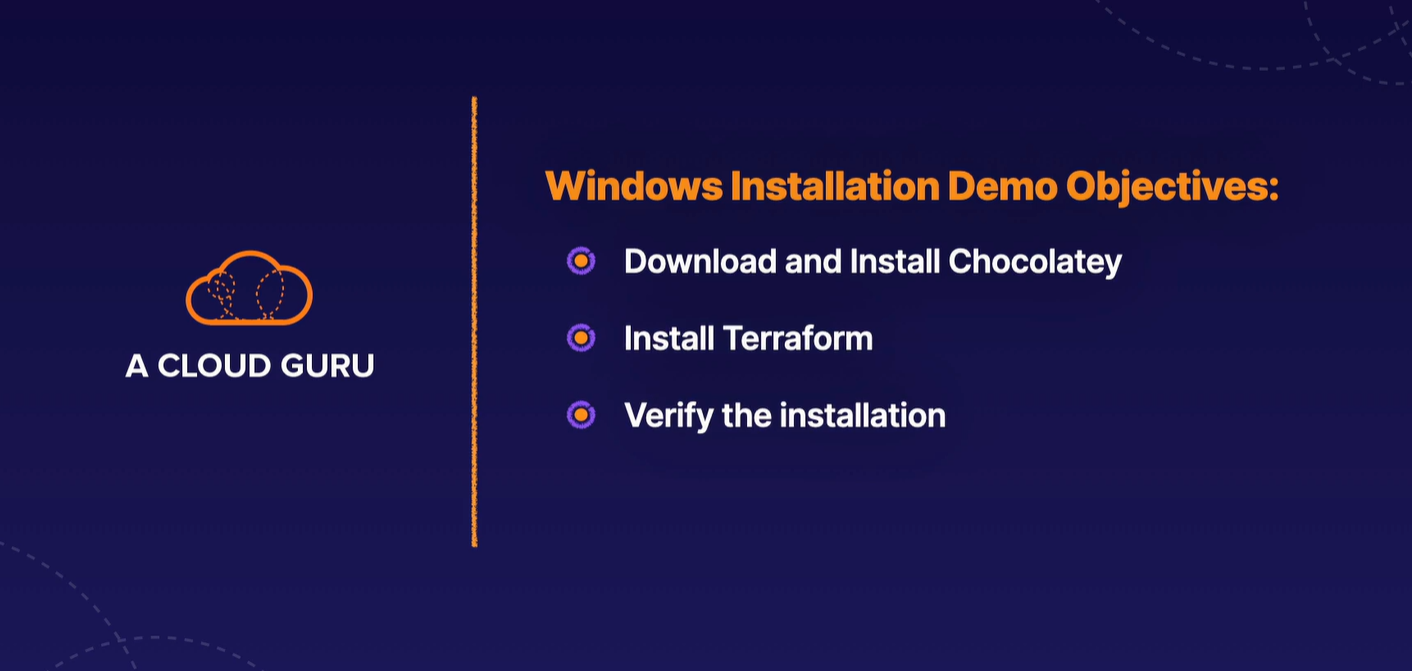 A CLOUD GURU
Windows Installation Demo Objectives:
Download and Install Chocolatey
Install Terraform
Verify the installation